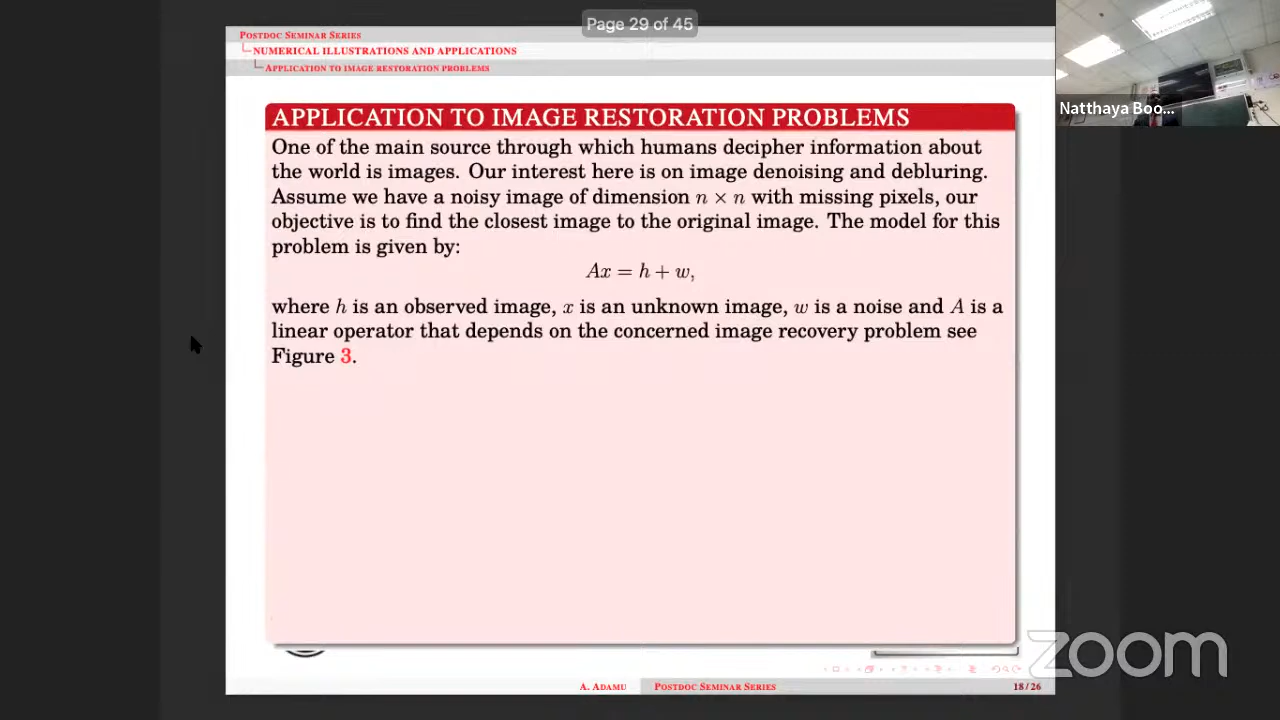 Page 29 of 45
POSTDOC SEMINAR SERIES
NUMERICAL ILLUSTRATIONS AND APPLICATIONS
APPLICATION TO IMAGE RESTORATION PROBLEMS
Natthaya Boo...
APPLICATION TO IMAGE RESTORATION PROBLEMS
One of the main source through which humans decipher information about
the world is images. Our interest here is on image denoising and debluring.
Assume we have a noisy image of dimension n × n with missing pixels, our
objective is to find the closest image to the original image. The model for this
problem is given by:
Ax = h + w,
where h is an observed image, x is an unknown image, w is a noise and A is a
linear operator that depends on the concerned image recovery problem see
Figure 3.
zoom
A. ADAMU POSTDOC SEMINAR SERIES 18 / 26